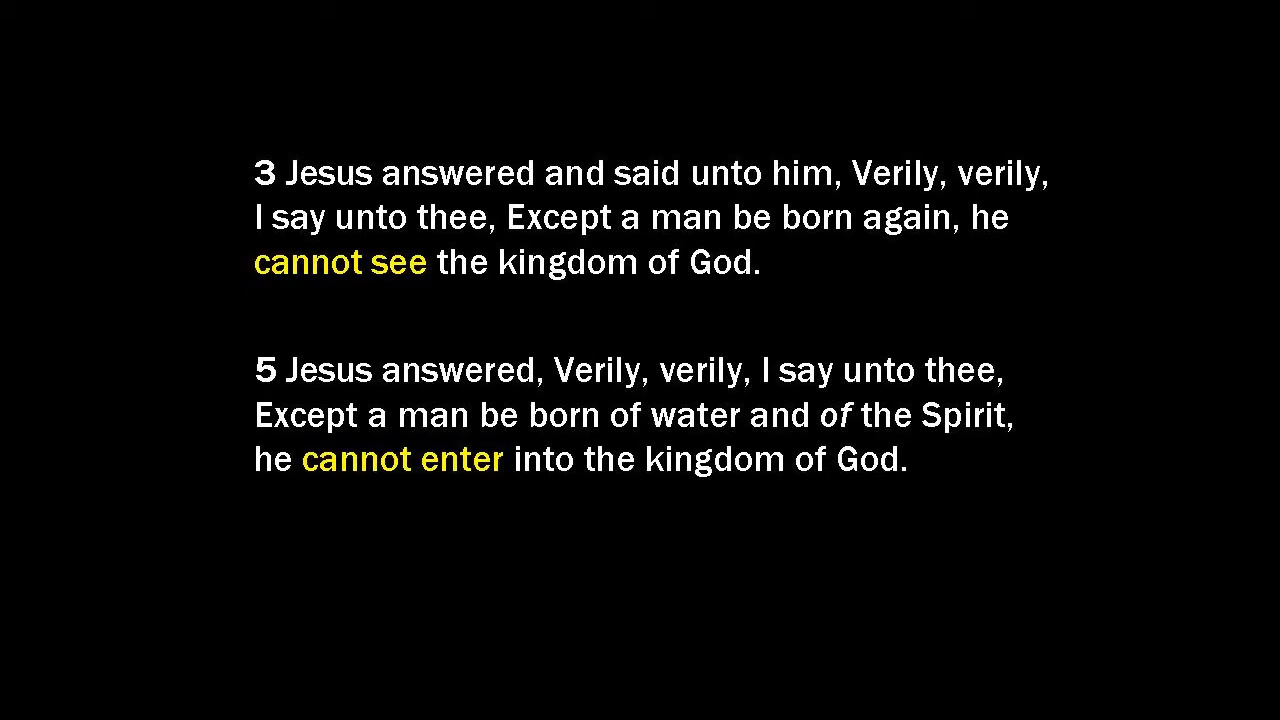 3 Jesus answered and said unto him, Verily, verily,
I say unto thee, Except a man be born again, he
cannot see the kingdom of God.
5 Jesus answered, Verily, verily, I say unto thee,
Except a man be born of water and of the Spirit,
he cannot enter into the kingdom of God.